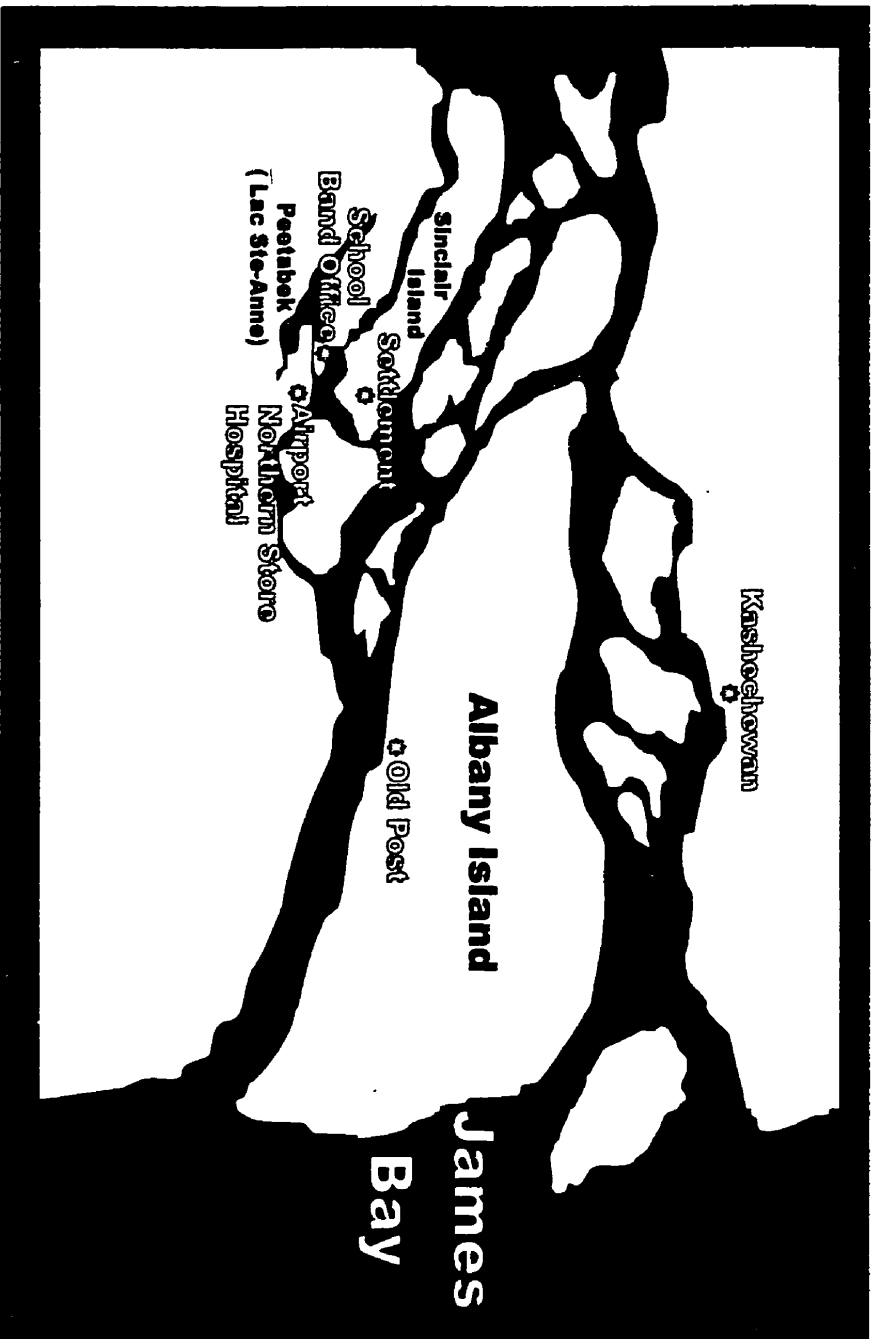 Kashechewan
Albany Island
James
Bay
Sinclair
Island
Old Post
Settlement
School
Band Office
Peetabek
(Lac Ste-Anne)
Airport
Northern Store
Hospital